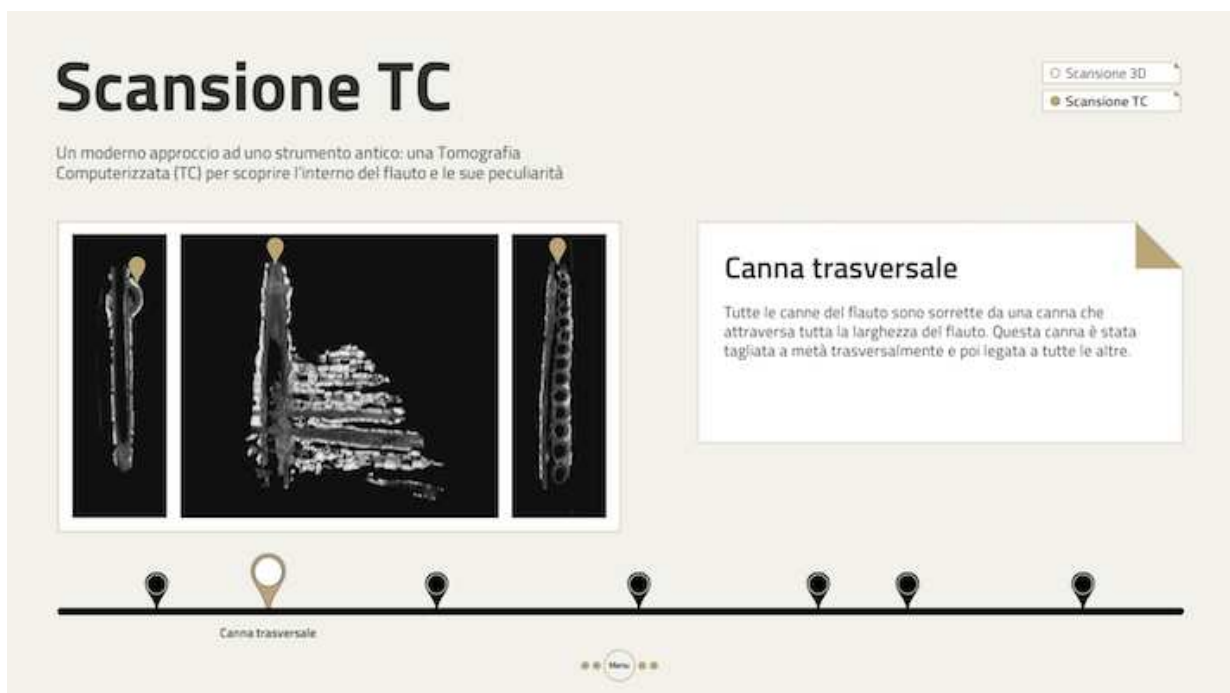 Scansione TC
Scansione 3D
Scansione TC
Un moderno approccio ad uno strumento antico: una Tomografia
Computerizzata (TC) per scoprire l'interno del flauto e le sue peculiarità
Canna trasversale
Tutte le canne del flauto sono sorrette da una canna che
attraversa tutta la larghezza del flauto. Questa canna è stata
tagliata a metà trasversalmente e poi legata a tutte le altre.
Canna trasversale
Menu